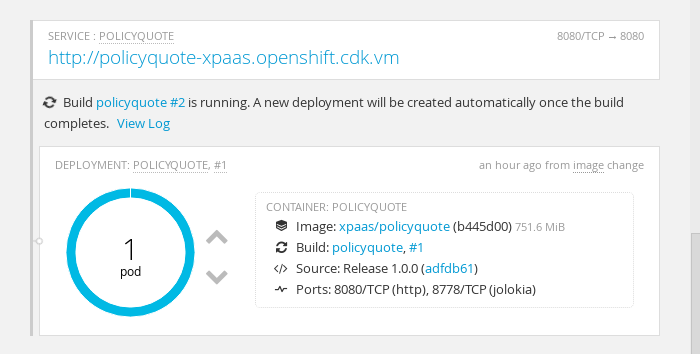 SERVICE : POLICYQUOTE
8080/TCP → 8080
http://policyquote-xpaas.openshift.cdk.vm
Build policyquote #2 is running. A new deployment will be created automatically once the build
completes. View Log
DEPLOYMENT: POLICYQUOTE, #1
an hour ago from image change
1
pod
CONTAINER: POLICYQUOTE
Image: xpaas/policyquote (b445d00) 751.6 MiB
Build: policyquote, #1
Source: Release 1.0.0 (adfdb61)
Ports: 8080/TCP (http), 8778/TCP (jolokia)